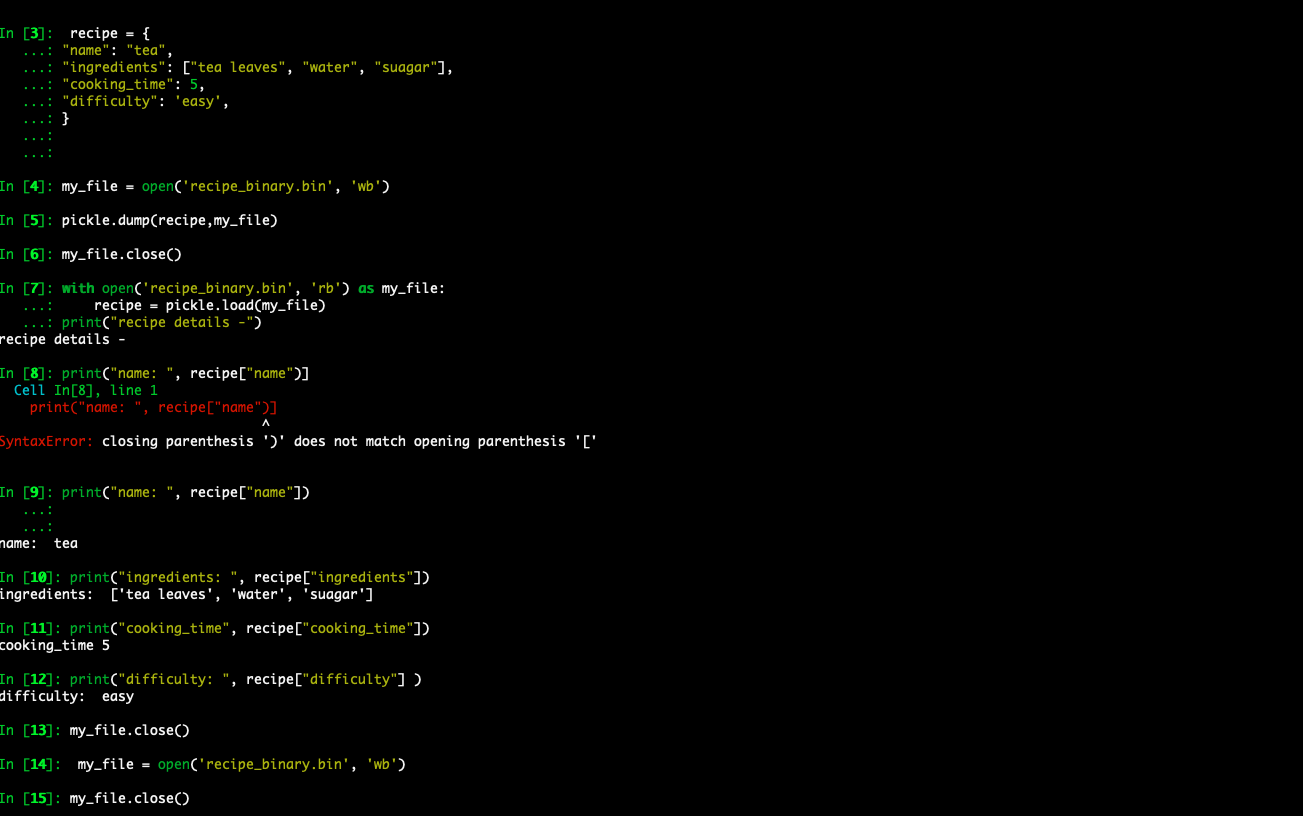 In [3]:  recipe = {
   ...: "name": "tea",
   ...: "ingredients": ["tea leaves", "water", "suagar"],
   ...: "cooking_time": 5,
   ...: "difficulty": 'easy',
   ...: }
   ...:
   ...:
In [4]: my_file = open('recipe_binary.bin', 'wb')
In [5]: pickle.dump(recipe,my_file)
In [6]: my_file.close()
In [7]: with open('recipe_binary.bin', 'rb') as my_file:
   ...:     recipe = pickle.load(my_file)
   ...: print("recipe details -")
recipe details -
In [8]: print("name: ", recipe["name")]
  Cell In[8], line 1
    print("name: ", recipe["name")]
                                 ^
SyntaxError: closing parenthesis ')' does not match opening parenthesis '['
In [9]: print("name: ", recipe["name"])
   ...:
   ...:
name:  tea
In [10]: print("ingredients: ", recipe["ingredients"])
ingredients:  ['tea leaves', 'water', 'suagar']
In [11]: print("cooking_time", recipe["cooking_time"])
cooking_time 5
In [12]: print("difficulty: ", recipe["difficulty"] )
difficulty:  easy
In [13]: my_file.close()
In [14]:  my_file = open('recipe_binary.bin', 'wb')
In [15]: my_file.close()